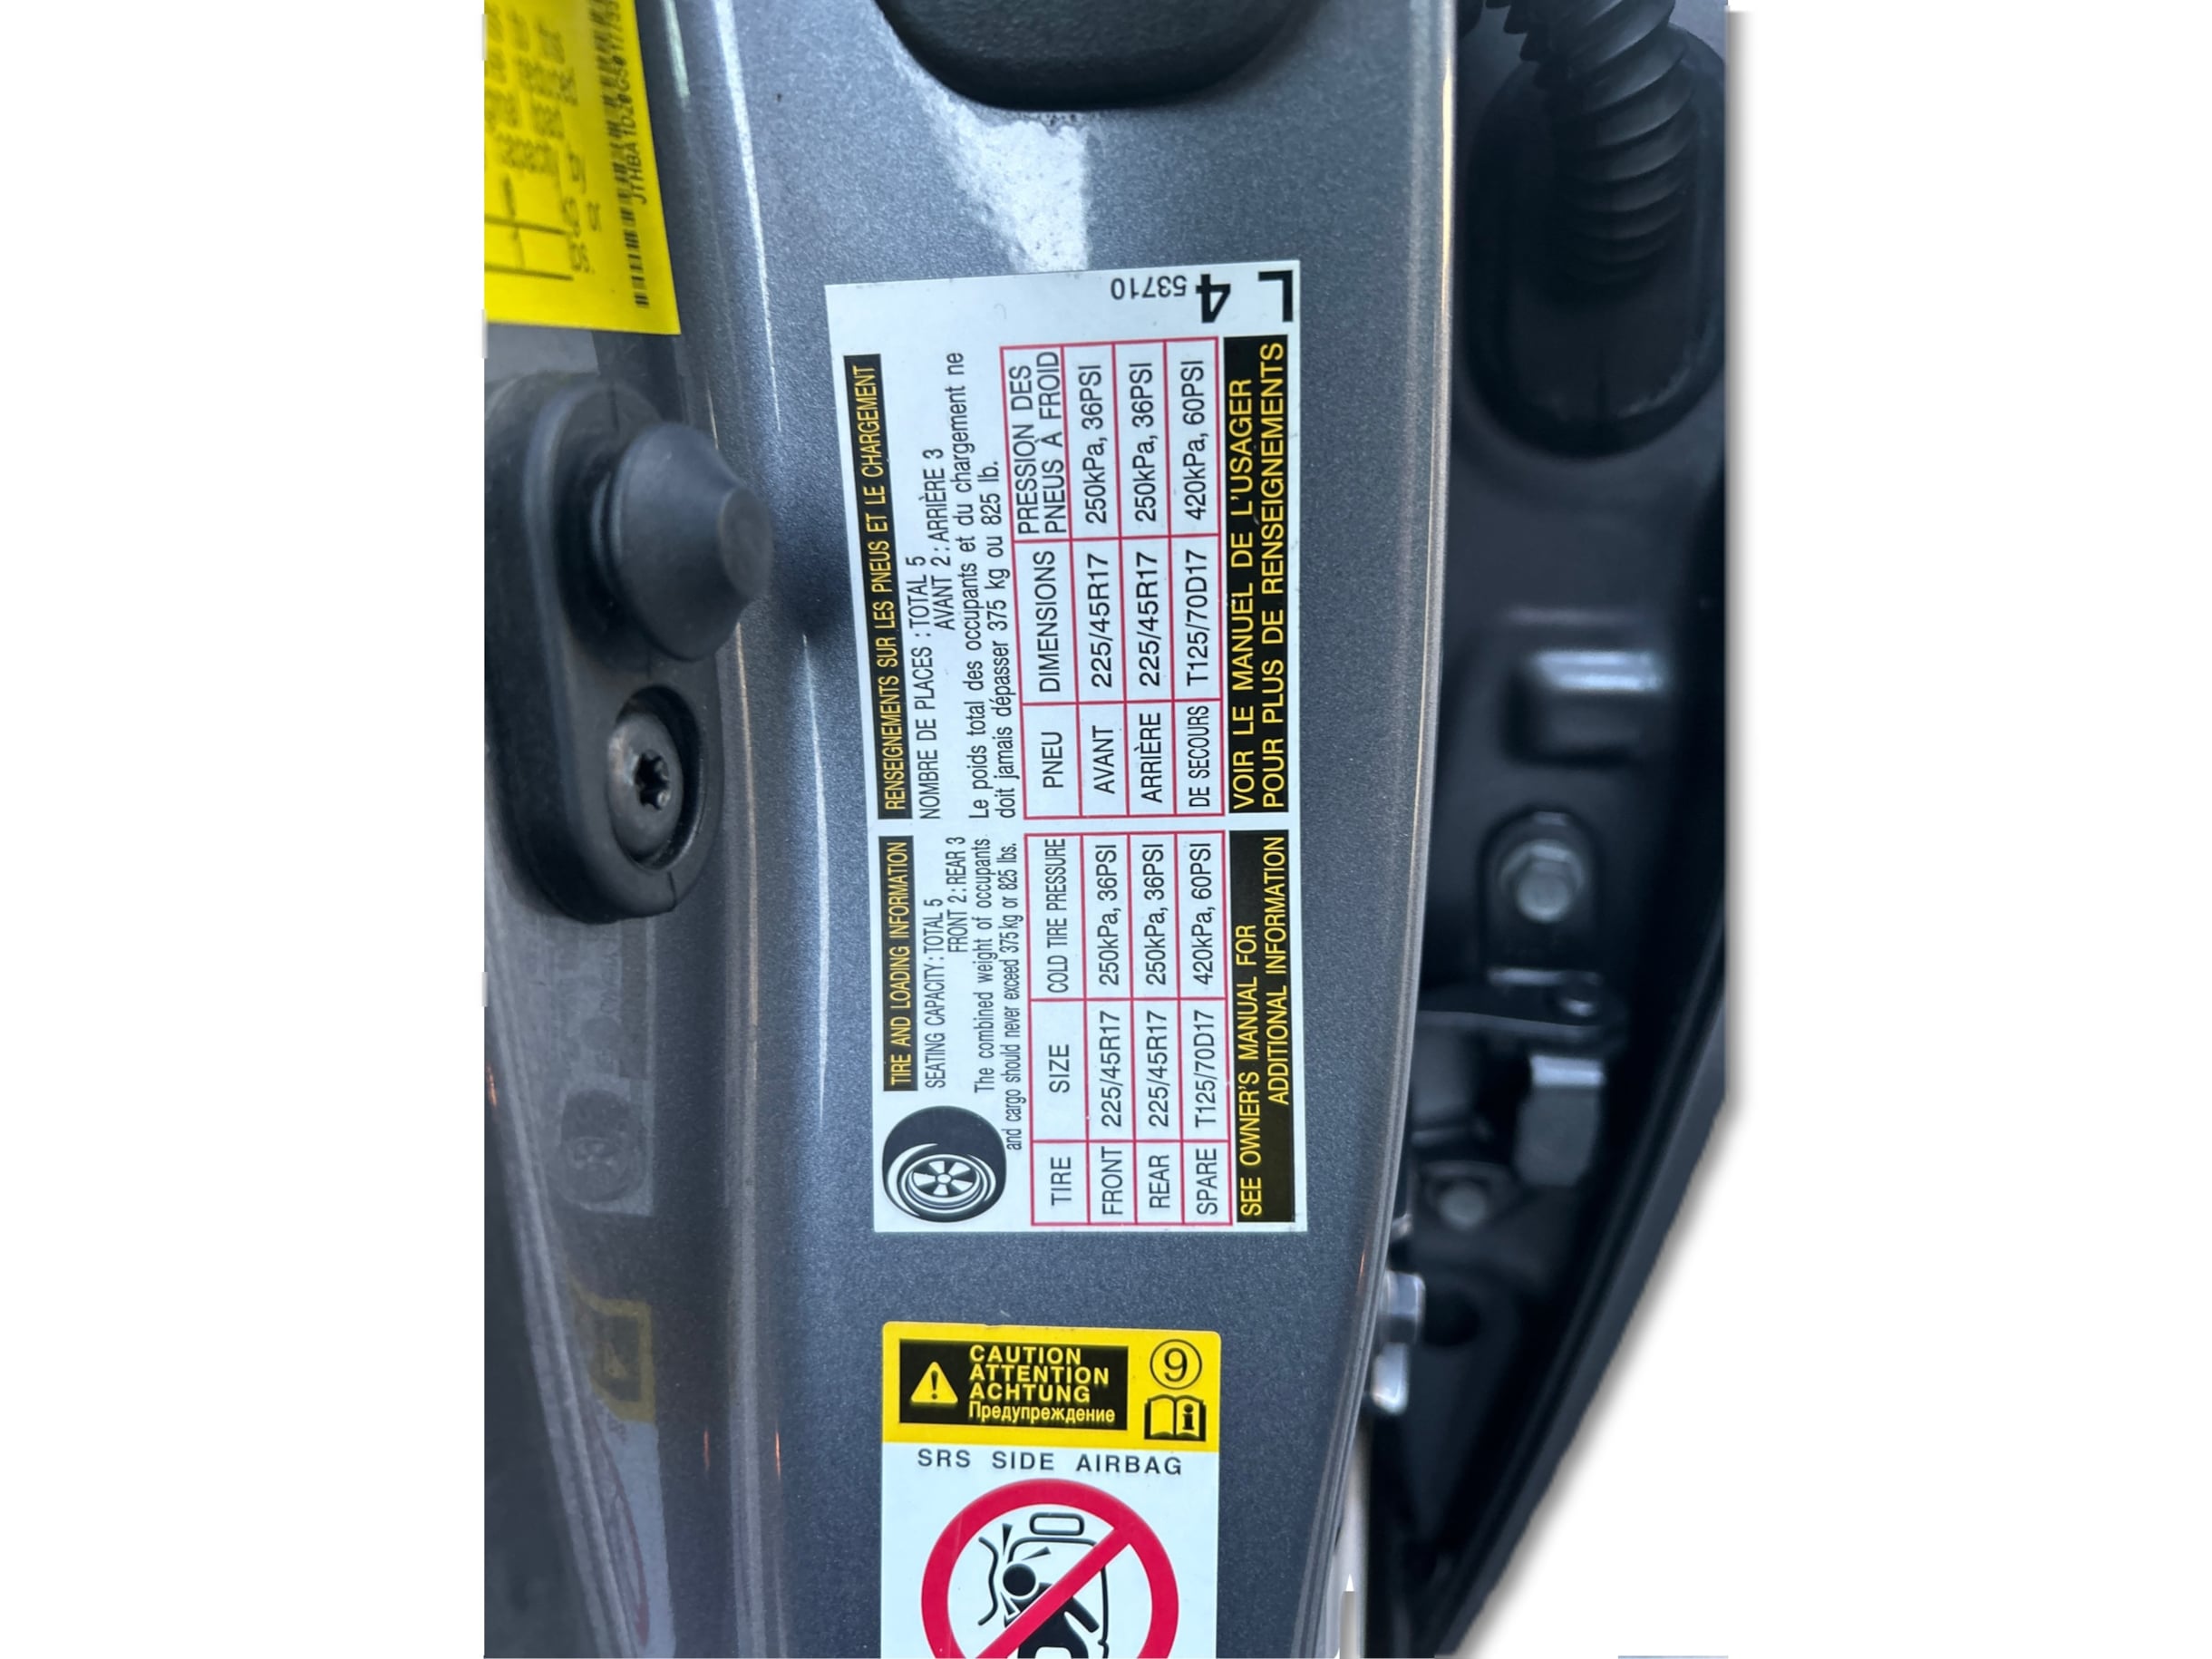 TIRE AND LOADING INFORMATION
SEATING CAPACITY : TOTAL 5
FRONT 2 : REAR 3
The combined weight of occupants
and cargo should never exceed 375 kg or 825 lbs.
TIRE SIZE COLD TIRE PRESSURE
FRONT 225/45R17 250kPa, 36PSI
REAR 225/45R17 250kPa, 36PSI
SPARE T125/70D17 420kPa, 60PSI
SEE OWNER'S MANUAL FOR
ADDITIONAL INFORMATION
RENSEIGNEMENTS SUR LES PNEUS ET LE CHARGEMENT
NOMBRE DE PLACES : TOTAL 5
AVANT 2 : ARRIÈRE 3
Le poids total des occupants et du chargement ne
doit jamais dépasser 375 kg ou 825 lb.
PNEU DIMENSIONS PRESSION DES
PNEUS À FROID
AVANT 225/45R17 250kPa, 36PSI
ARRIÈRE 225/45R17 250kPa, 36PSI
DE SECOURS T125/70D17 420kPa, 60PSI
VOIR LE MANUEL DE L'USAGER
POUR PLUS DE RENSEIGNEMENTS
53710
4
L
CAUTION
ATTENTION
ACHTUNG
Предупреждение
9
i
SRS SIDE AIRBAG